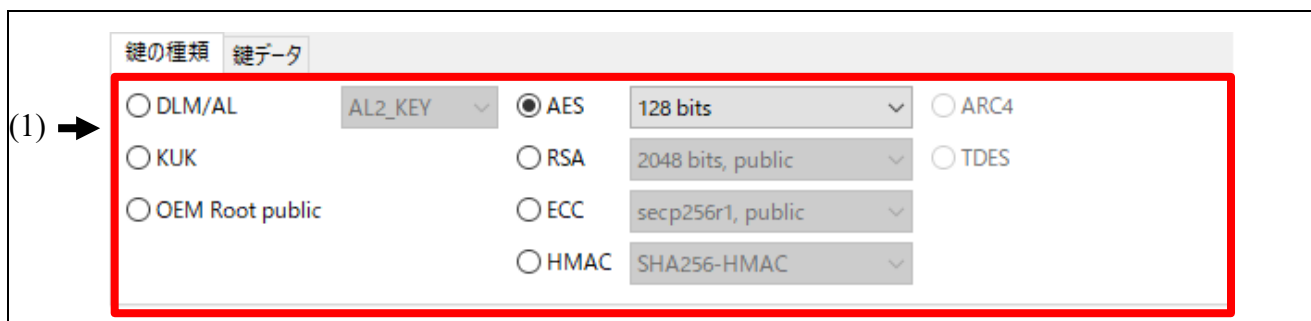 鍵の種類 鍵データ
(1)
DLM/AL AL2_KEY AES 128 bits ARC4
KUK RSA 2048 bits, public TDES
OEM Root public ECC secp256r1, public
HMAC SHA256-HMAC